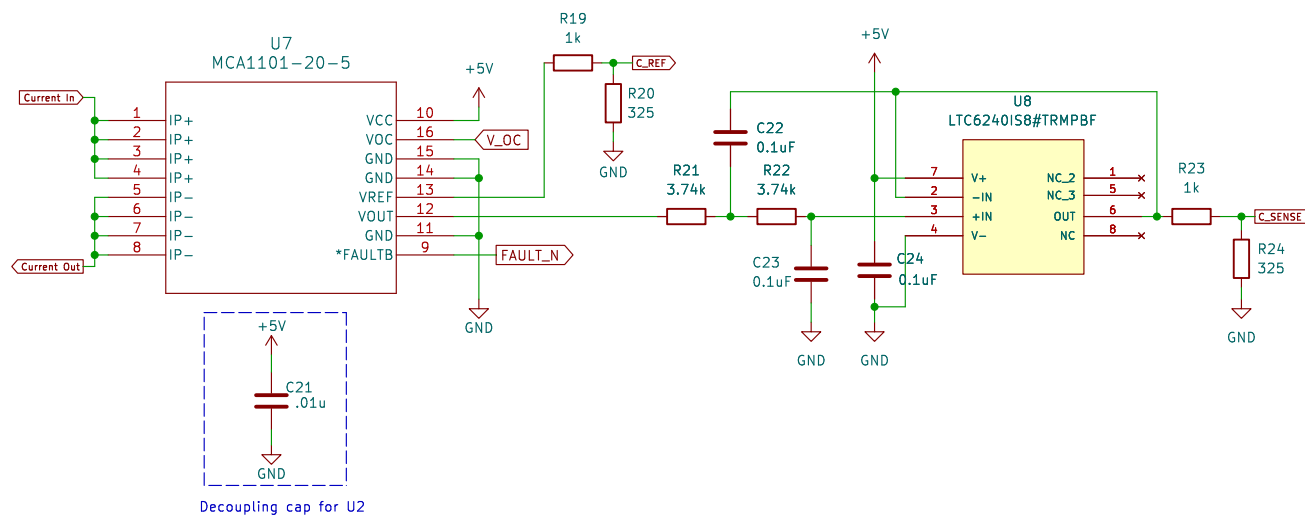 U7
MCA1101-20-5
Current In
Current Out
1 IP+
2 IP+
3 IP+
4 IP+
5 IP-
6 IP-
7 IP-
8 IP-
VCC 10
VOC 16
GND 15
GND 14
VREF 13
VOUT 12
GND 11
*FAULTB 9
+5V
V_OC
FAULT_N
GND
R19
1k
C_REF
R20
325
GND
+5V
C21
.01u
GND
Decoupling cap for U2
R21
3.74k
C22
0.1uF
R22
3.74k
C23
0.1uF
GND
+5V
C24
0.1uF
GND
U8
LTC6240IS8#TRMPBF
7 V+
2 -IN
3 +IN
4 V-
NC_2 1
NC_3 5
OUT 6
NC 8
R23
1k
C_SENSE
R24
325
GND